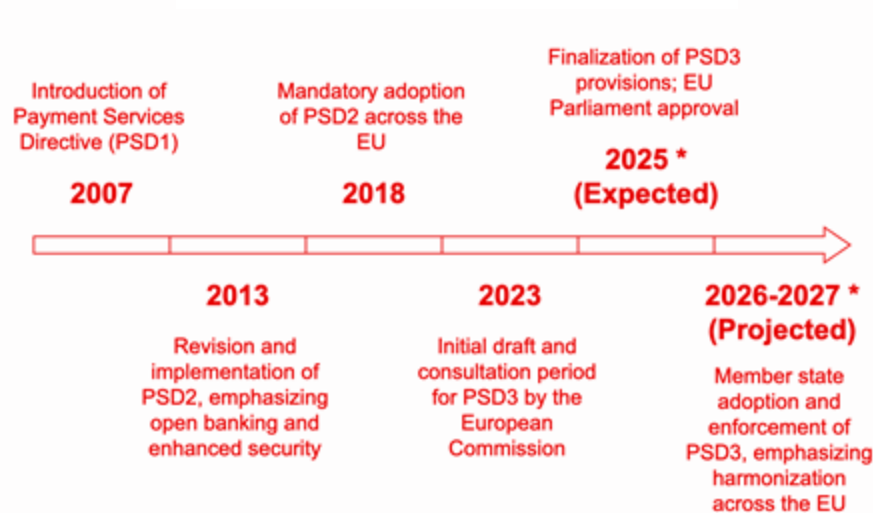 Introduction of
Payment Services
Directive (PSD1)
2007
Mandatory adoption
of PSD2 across the
EU
2018
Finalization of PSD3
provisions; EU
Parliament approval
2025 *
(Expected)
2013
Revision and
implementation of
PSD2, emphasizing
open banking and
enhanced security
2023
Initial draft and
consultation period
for PSD3 by the
European
Commission
2026-2027 *
(Projected)
Member state
adoption and
enforcement of
PSD3, emphasizing
harmonization
across the EU